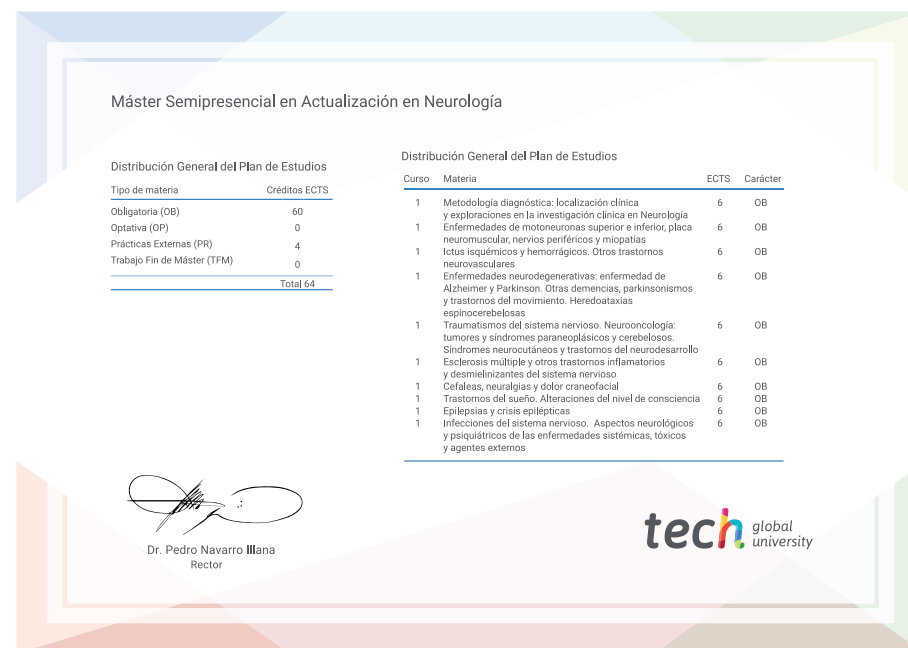 Máster Semipresencial en Actualización en Neurología
Distribución General del Plan de Estudios
Tipo de materia Créditos ECTS
Obligatoria (OB) 60
Optativa (OP) 0
Prácticas Externas (PR) 4
Trabajo Fin de Máster (TFM) 0
Total 64
Distribución General del Plan de Estudios
Curso Materia ECTS Carácter
1 Metodología diagnóstica: localización clínica 6 OB
y exploraciones en la investigación clínica en Neurología
1 Enfermedades de motoneuronas superior e inferior, placa 6 OB
neuromuscular, nervios periféricos y miopatías
1 Ictus isquémicos y hemorrágicos. Otros trastornos 6 OB
neurovasculares
1 Enfermedades neurodegenerativas: enfermedad de 6 OB
Alzheimer y Parkinson. Otras demencias, parkinsonismos
y trastornos del movimiento. Heredoataxias
espinocerebelosas
1 Traumatismos del sistema nervioso. Neurooncología: 6 OB
tumores y síndromes paraneoplásicos y cerebelosos.
Síndromes neurocutáneos y trastornos del neurodesarrollo
1 Esclerosis múltiple y otros trastornos inflamatorios 6 OB
y desmielinizantes del sistema nervioso
1 Cefaleas, neuralgias y dolor craneofacial 6 OB
1 Trastornos del sueño. Alteraciones del nivel de consciencia 6 OB
1 Epilepsias y crisis epilépticas 6 OB
1 Infecciones del sistema nervioso. Aspectos neurológicos 6 OB
y psiquiátricos de las enfermedades sistémicas, tóxicos
y agentes externos
Dr. Pedro Navarro Illana
Rector
tech global
university